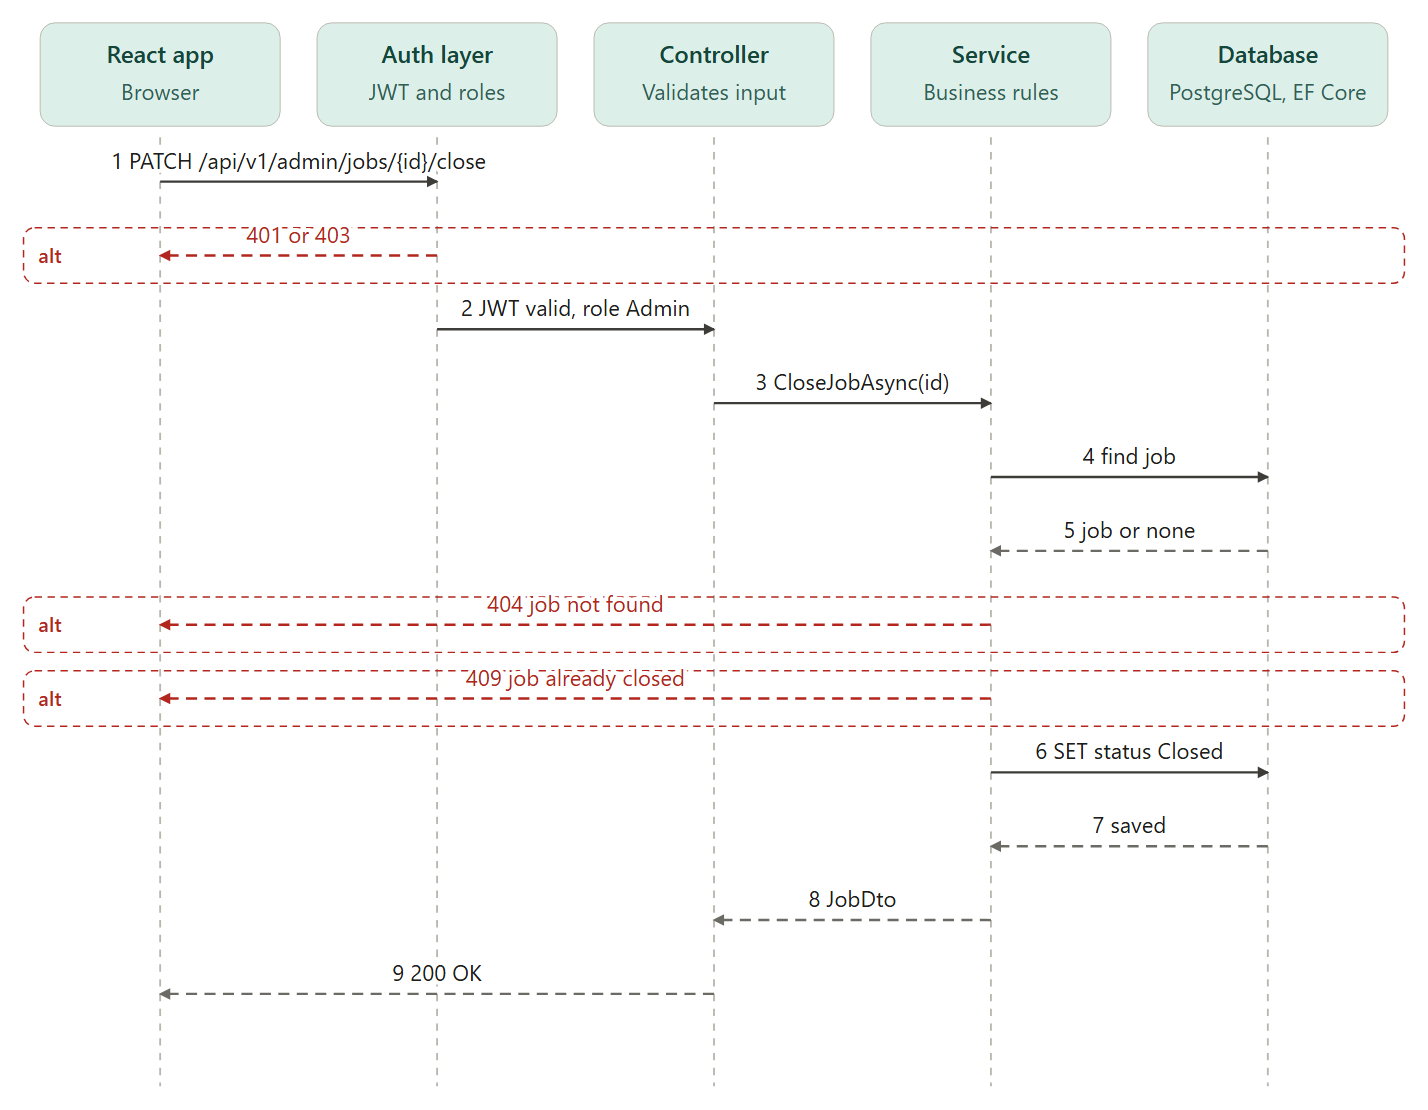 React app
Browser
Auth layer
JWT and roles
Controller
Validates input
Service
Business rules
Database
PostgreSQL, EF Core
1 PATCH /api/v1/admin/jobs/{id}/close
401 or 403
alt
2 JWT valid, role Admin
3 CloseJobAsync(id)
4 find job
5 job or none
404 job not found
alt
409 job already closed
alt
6 SET status Closed
7 saved
8 JobDto
9 200 OK